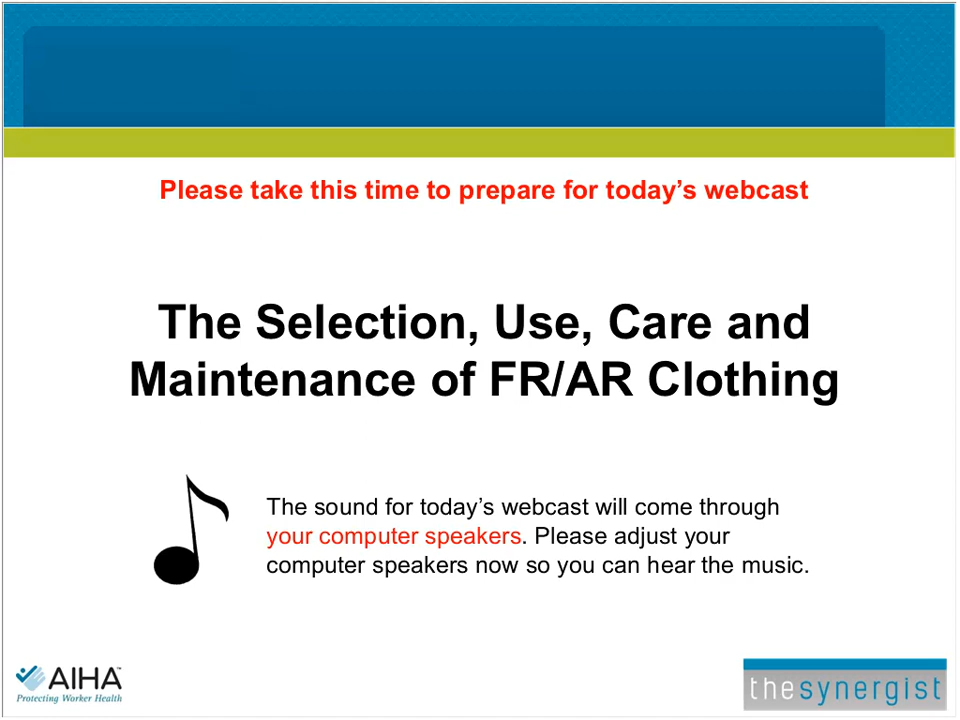 Please take this time to prepare for today’s webcast
The Selection, Use, Care and
Maintenance of FR/AR Clothing
The sound for today’s webcast will come through
your computer speakers. Please adjust your
computer speakers now so you can hear the music.
AIHA™
Protecting Worker Health
thesynergist